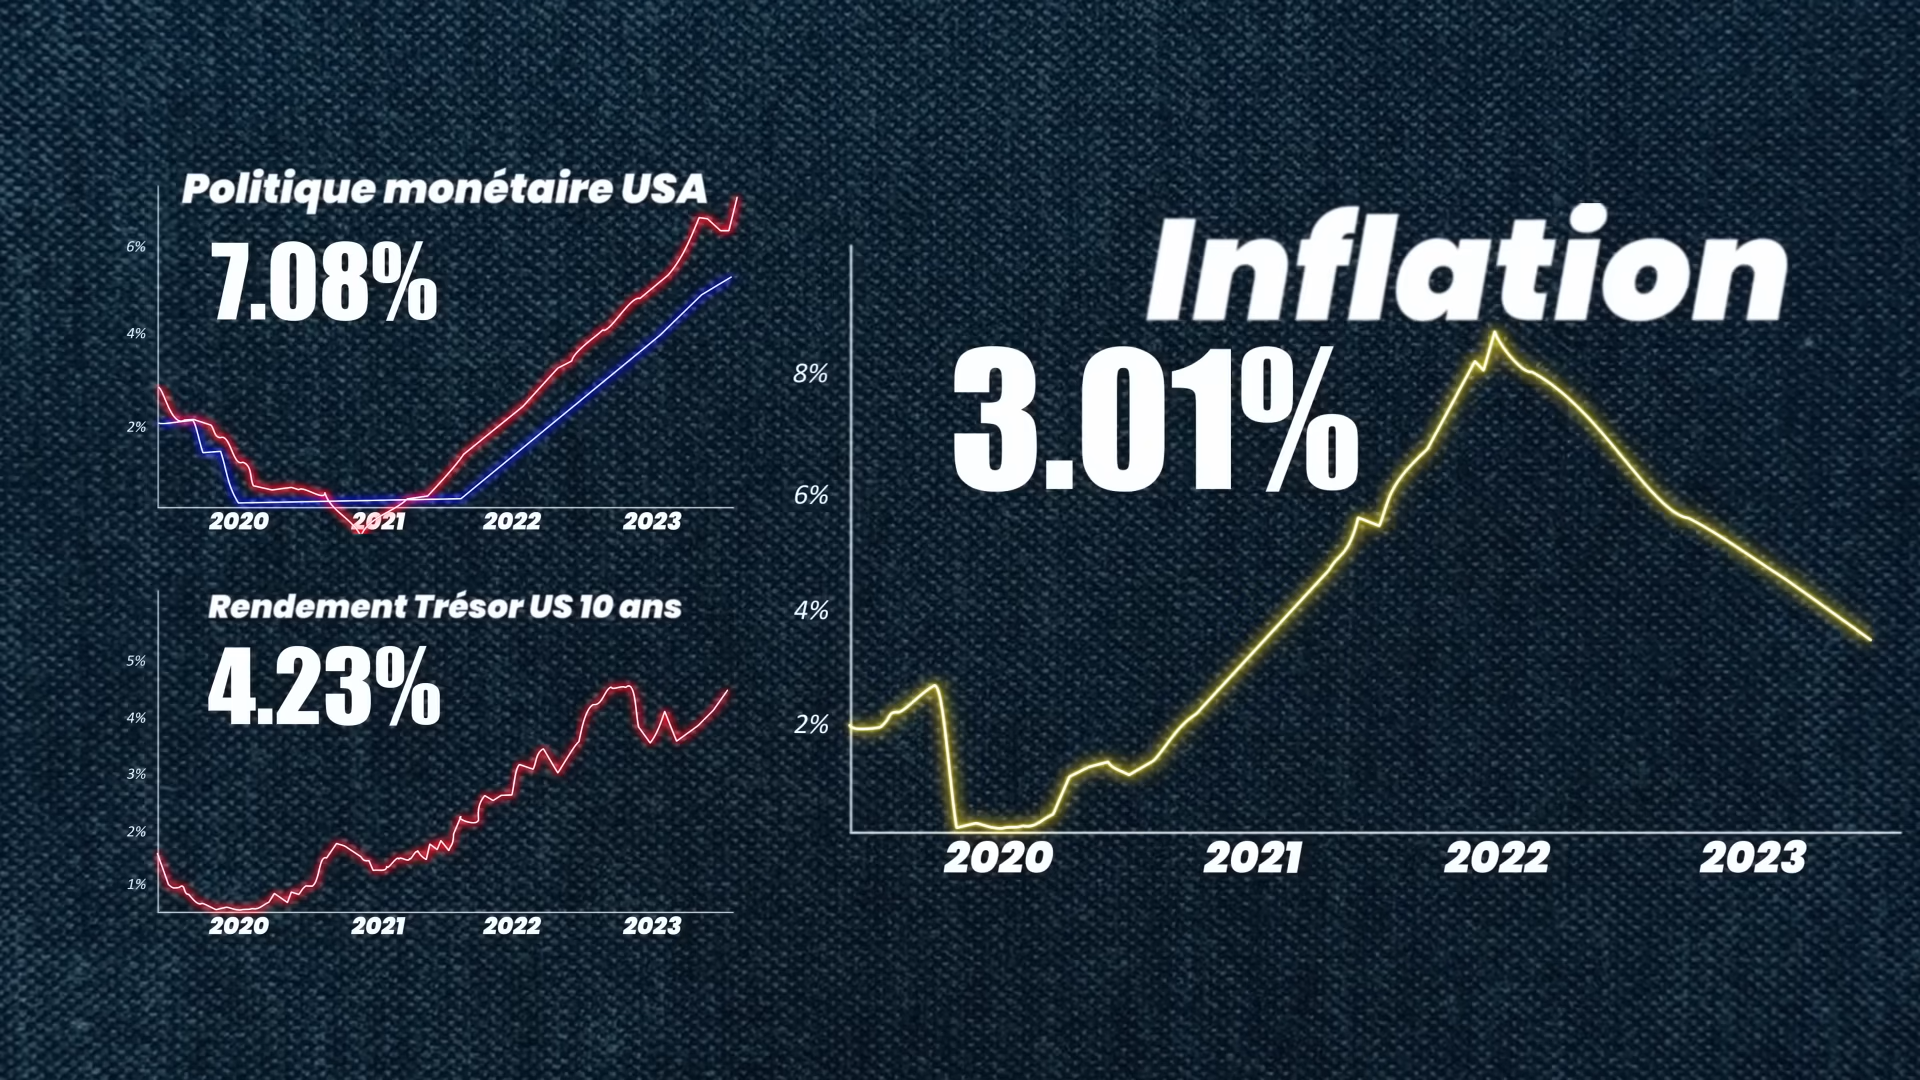 Politique monétaire USA
7.08%
6%
4%
2%
2020 2021 2022 2023
Rendement Trésor US 10 ans
4.23%
5%
4%
3%
2%
1%
2020 2021 2022 2023
Inflation
3.01%
8%
6%
4%
2%
2020 2021 2022 2023